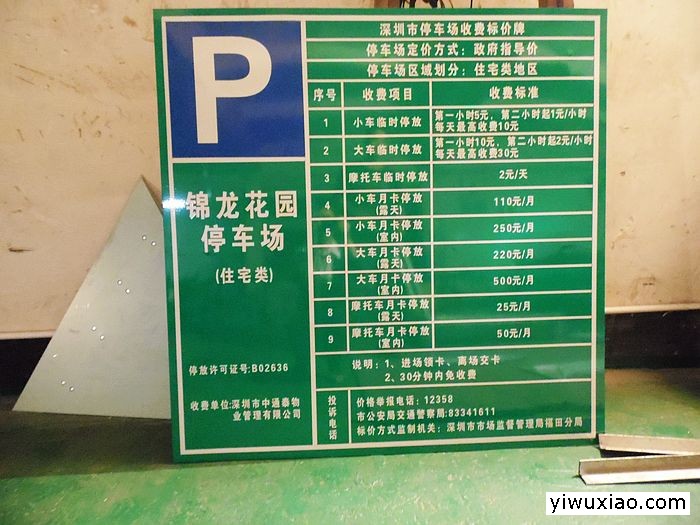 P
锦龙花园
停车场
(住宅类)
停放许可证号:B02636
收费单位:深圳市中通泰物
业管理有限公司
深圳市停车场收费标价牌
停车场定价方式：政府指导价
停车场区域划分：住宅类地区
序号 收费项目 收费标准
1 小车临时停放 第一小时5元，第二小时起1元/小时
每天最高收费10元
2 大车临时停放 第一小时10元，第二小时起2元/小时
每天最高收费30元
3 摩托车临时停放 2元/天
4 小车月卡停放
(露天) 110元/月
5 小车月卡停放
(室内) 250元/月
6 大车月卡停放
(露天) 220元/月
7 大车月卡停放
(室内) 500元/月
8 摩托车月卡停放
(露天) 25元/月
9 摩托车月卡停放
(室内) 50元/月
说明：1、进场领卡、离场交卡
2、30分钟内免收费
投诉电话
价格举报电话：12358
市公安局交通警察局:83341611
标价方式监制机关：深圳市市场监督管理局福田分局
yiwuxiao.com